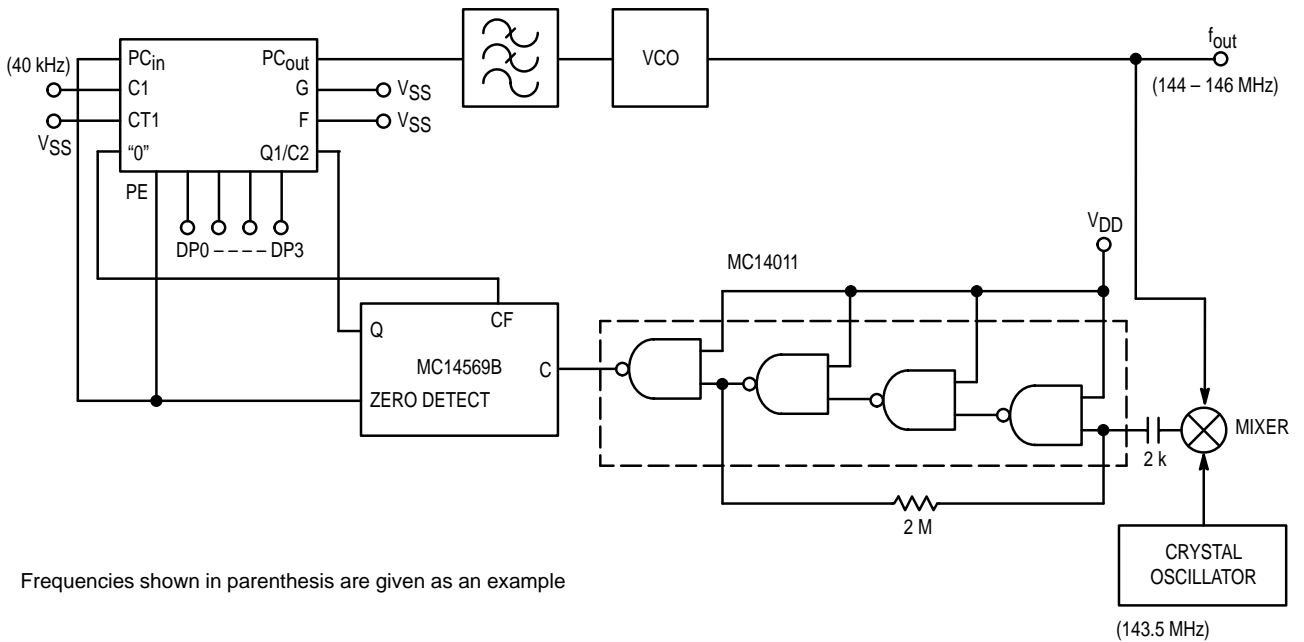 (40 kHz)
PCin
PCout
C1
G
VSS
CT1
F
VSS
VSS
"0"
Q1/C2
PE
DP0 – – – – DP3
VCO
fout
(144 – 146 MHz)
VDD
MC14011
CF
Q
MC14569B
C
ZERO DETECT
MIXER
2 k
2 M
CRYSTAL
OSCILLATOR
(143.5 MHz)
Frequencies shown in parenthesis are given as an example